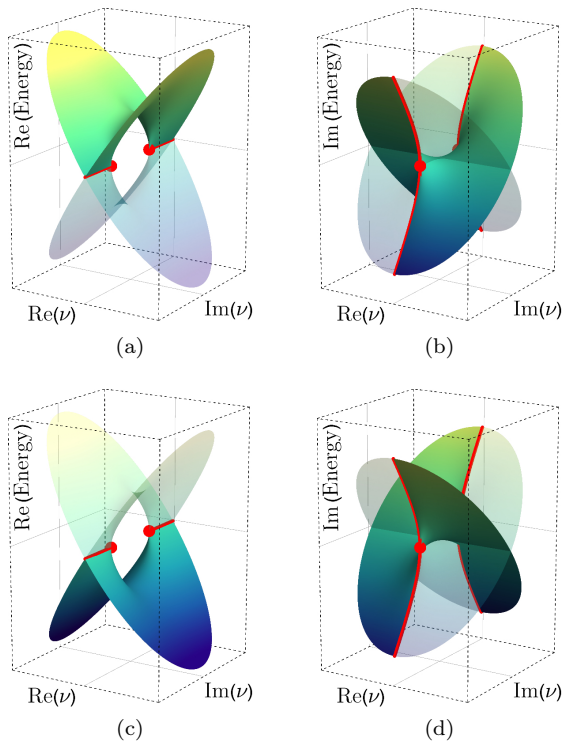 Re(Energy)
Im(Energy)
Re(ν)
Im(ν)
Re(ν)
Im(ν)
(a)
(b)
Re(Energy)
Im(Energy)
Re(ν)
Im(ν)
Re(ν)
Im(ν)
(c)
(d)